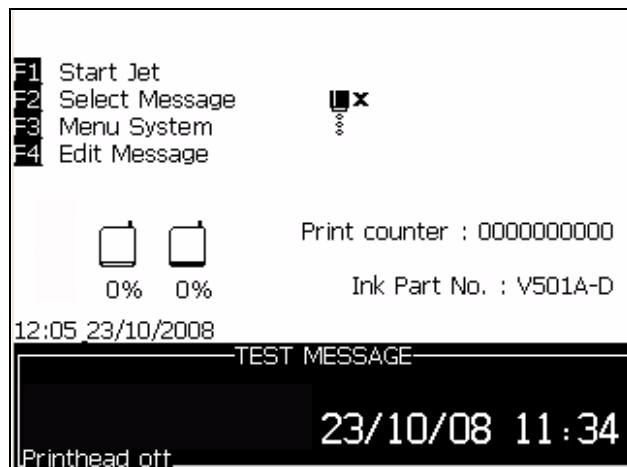 F1 Start Jet
F2 Select Message
F3 Menu System
F4 Edit Message
Print counter : 0000000000
0% 0%
Ink Part No. : V501A-D
12:05 23/10/2008
TEST MESSAGE
23/10/08 11:34
Printhead off